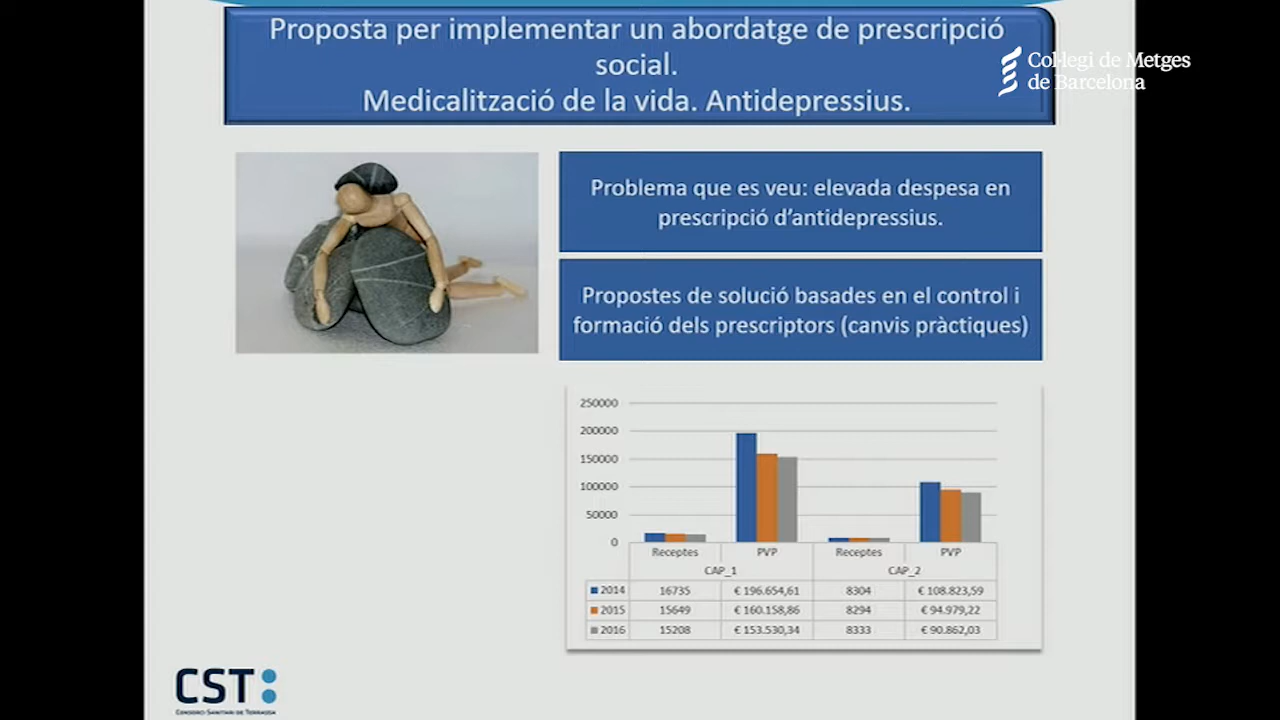 Proposta per implementar un abordatge de prescripció
social.
Medicalització de la vida. Antidepressius.
Col·legi de Metges
de Barcelona
Problema que es veu: elevada despesa en
prescripció d'antidepressius.
Propostes de solució basades en el control i
formació dels prescriptors (canvis pràctiques)
250000
200000
150000
100000
50000
0
Receptes PVP Receptes PVP
CAP_1 CAP_2
2014 16735 € 196.654,61 8304 € 108.823,59
2015 15649 € 160.158,86 8294 € 94.979,22
2016 15208 € 153.530,34 8333 € 90.862,03
CST:
Consorci Sanitari de Terrassa